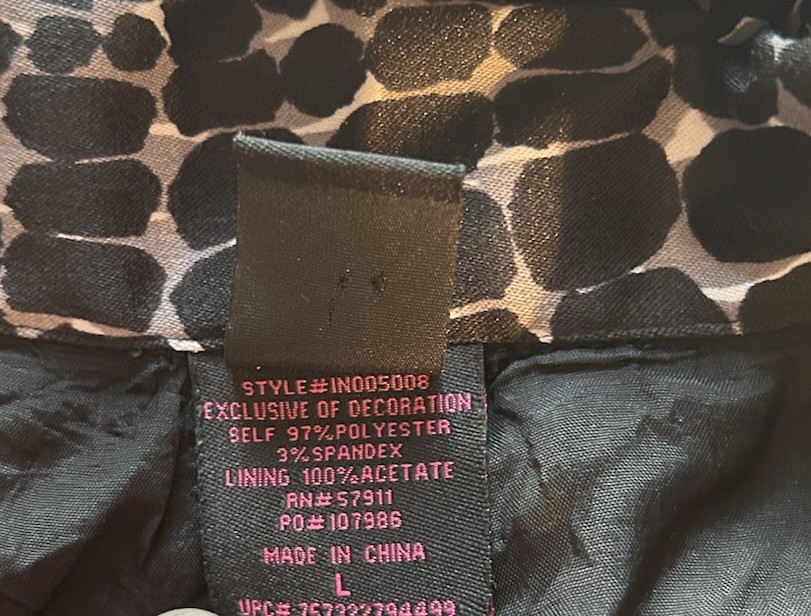 STYLE#IN005008
EXCLUSIVE OF DECORATION
SELF 97%POLYESTER
3%SPANDEX
LINING 100%ACETATE
RN#57911
PO#107986
MADE IN CHINA
L
UPC# 757222794499